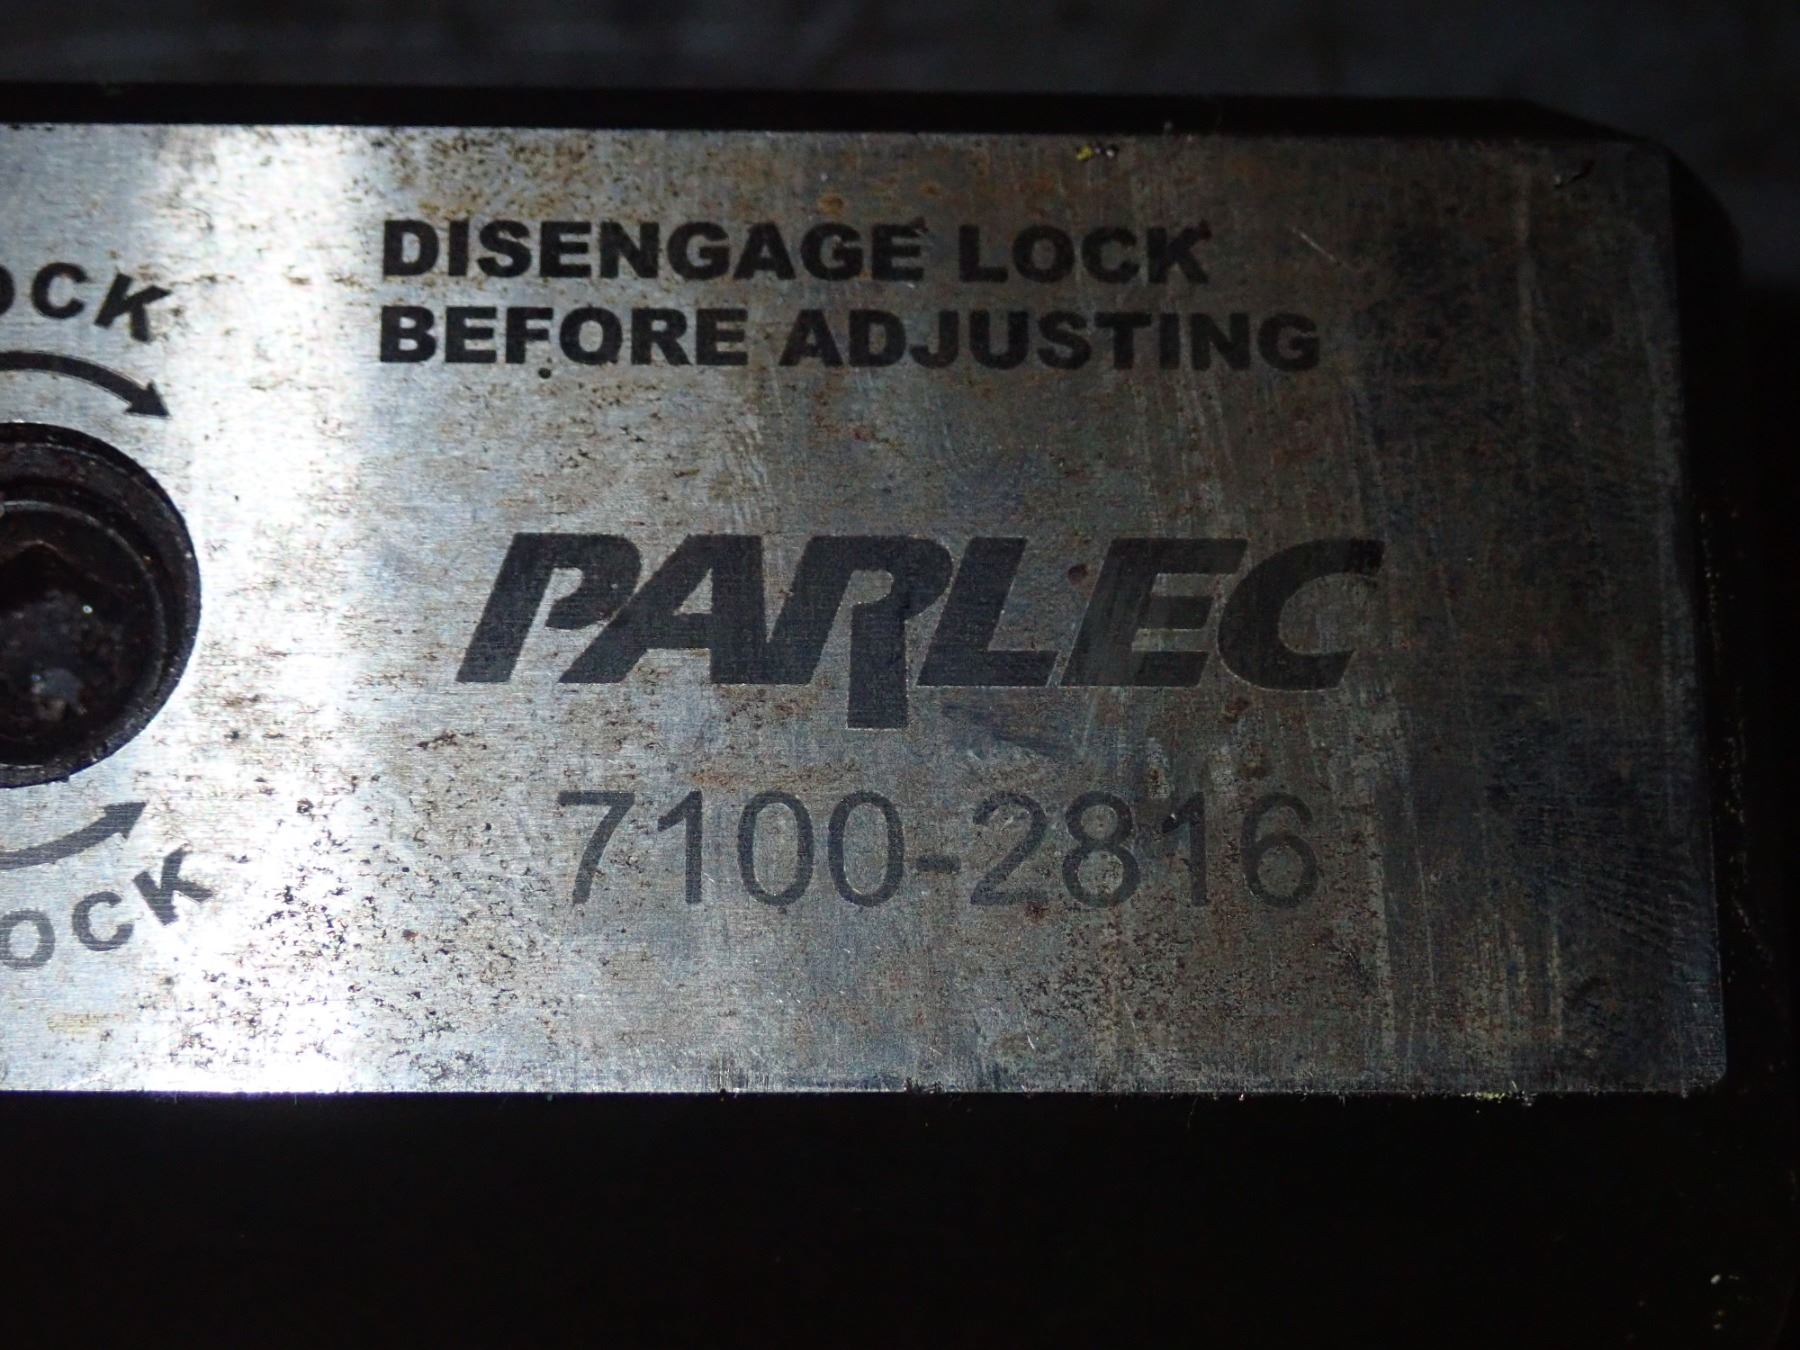 DISENGAGE LOCK
BEFORE ADJUSTING
OCK
PARLEC
7100-2816
OCK